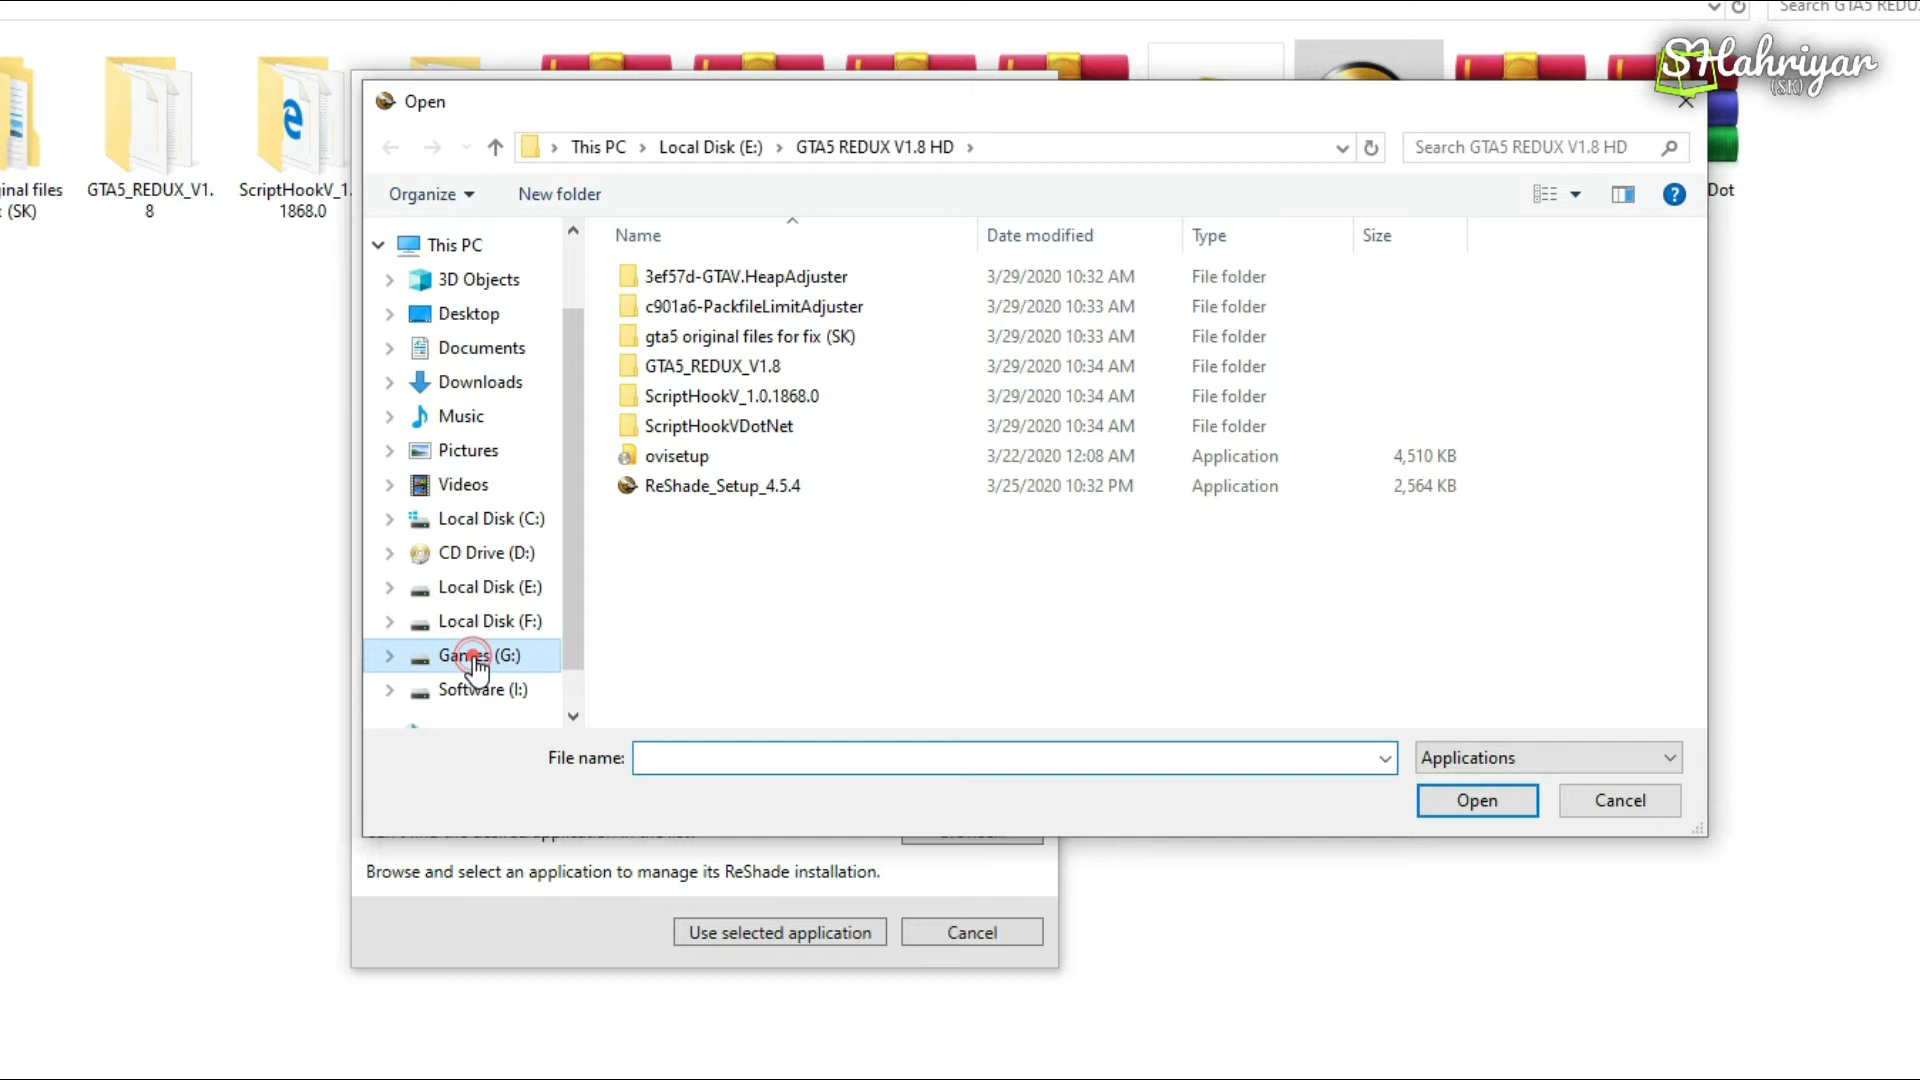 Search GTA5 REDUX
SHahriyar
(SK)
inal files
(SK)
GTA5_REDUX_V1.
8
ScriptHookV_1.
1868.0
Dot
Open
This PC
Local Disk (E:)
GTA5 REDUX V1.8 HD
Search GTA5 REDUX V1.8 HD
Organize
New folder
Name
Date modified
Type
Size
This PC
3D Objects
Desktop
Documents
Downloads
Music
Pictures
Videos
Local Disk (C:)
CD Drive (D:)
Local Disk (E:)
Local Disk (F:)
Games (G:)
Software (I:)
3ef57d-GTAV.HeapAdjuster 3/29/2020 10:32 AM File folder
c901a6-PackfileLimitAdjuster 3/29/2020 10:33 AM File folder
gta5 original files for fix (SK) 3/29/2020 10:33 AM File folder
GTA5_REDUX_V1.8 3/29/2020 10:34 AM File folder
ScriptHookV_1.0.1868.0 3/29/2020 10:34 AM File folder
ScriptHookVDotNet 3/29/2020 10:34 AM File folder
ovisetup 3/22/2020 12:08 AM Application 4,510 KB
ReShade_Setup_4.5.4 3/25/2020 10:32 PM Application 2,564 KB
File name:
Applications
Open
Cancel
Browse and select an application to manage its ReShade installation.
Use selected application
Cancel